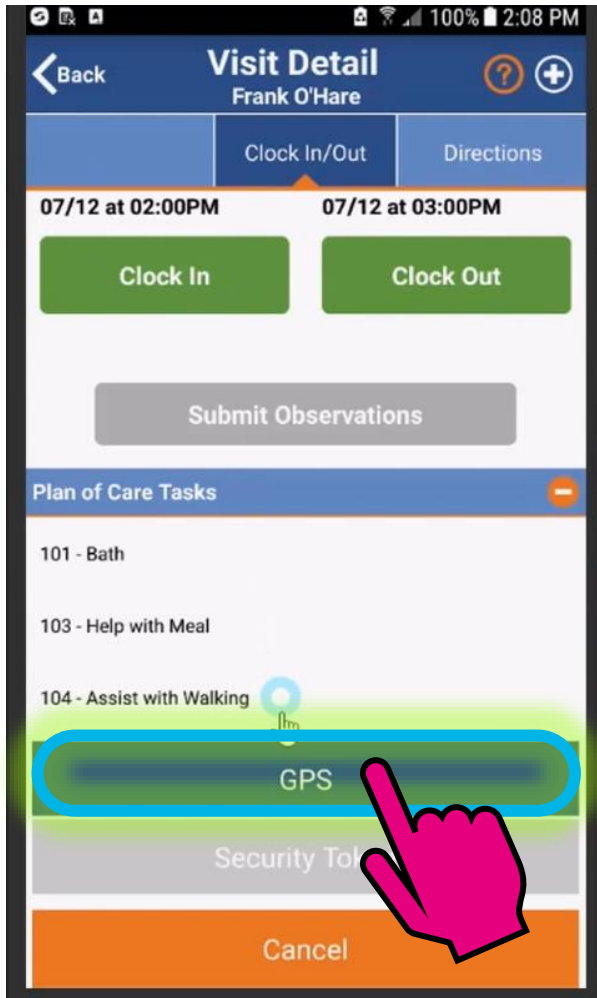 100% 2:08 PM
Back
Visit Detail
Frank O'Hare
?
Clock In/Out
Directions
07/12 at 02:00PM
07/12 at 03:00PM
Clock In
Clock Out
Submit Observations
Plan of Care Tasks
101 - Bath
103 - Help with Meal
104 - Assist with Walking
GPS
Security
Cancel